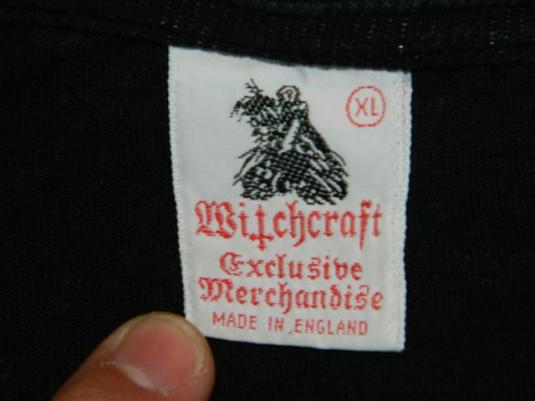 XL
Witchcraft
Exclusive
Merchandise
MADE IN ENGLAND